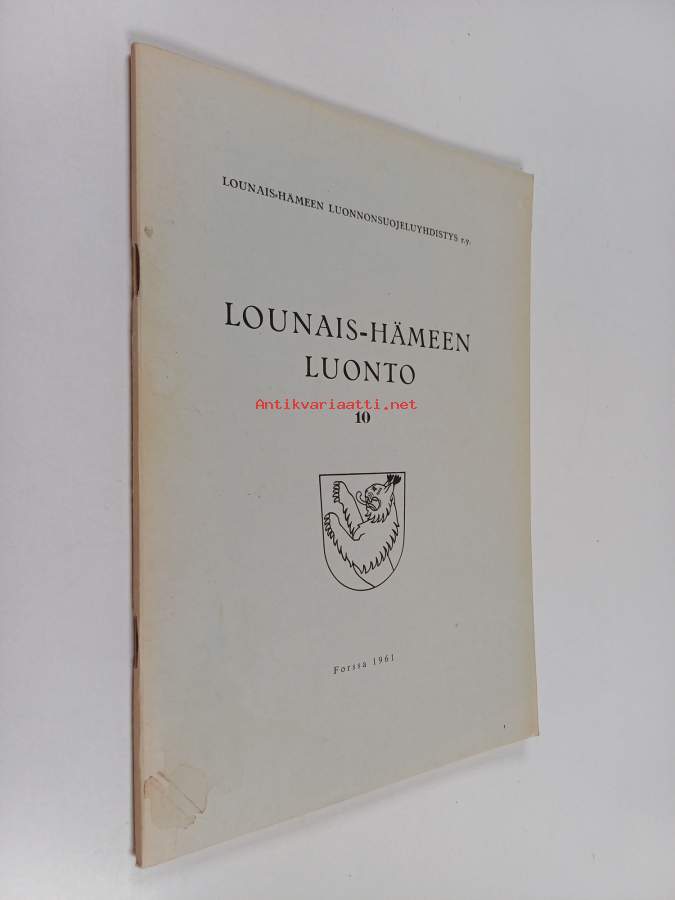 LOUNAIS-HÄMEEN LUONNONSUOJELUYHDISTYS r.y.
LOUNAIS-HÄMEEN
LUONTO
Antikvariaatti.net
10
Forssa 1961